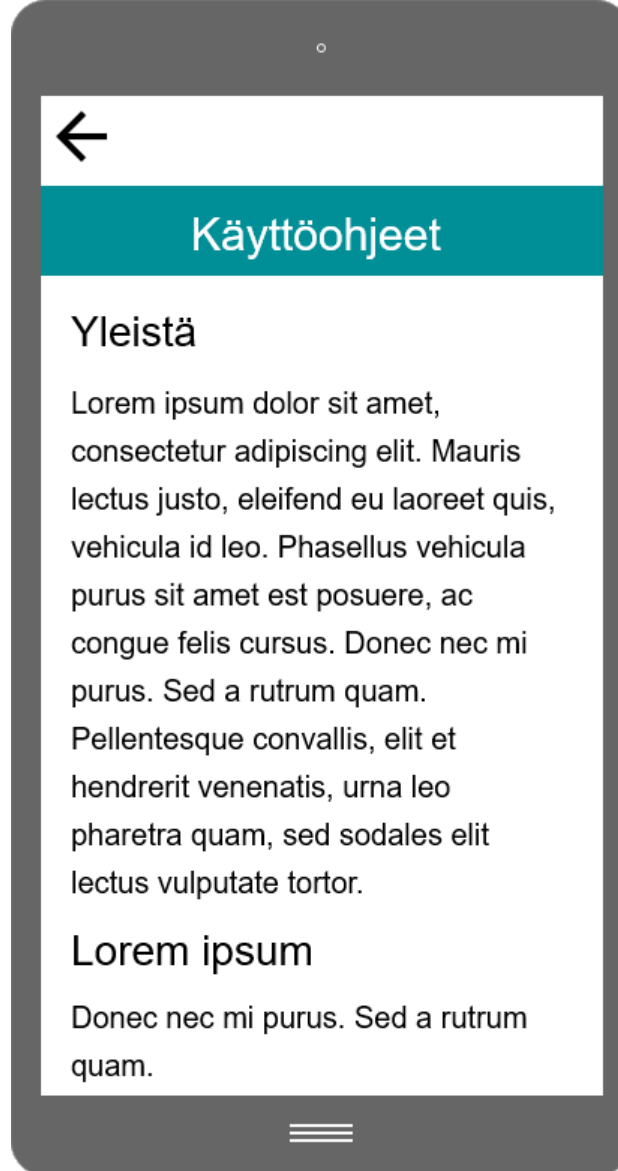 Käyttöohjeet
Yleistä
Lorem ipsum dolor sit amet,
consectetur adipiscing elit. Mauris
lectus justo, eleifend eu laoreet quis,
vehicula id leo. Phasellus vehicula
purus sit amet est posuere, ac
congue felis cursus. Donec nec mi
purus. Sed a rutrum quam.
Pellentesque convallis, elit et
hendrerit venenatis, urna leo
pharetra quam, sed sodales elit
lectus vulputate tortor.
Lorem ipsum
Donec nec mi purus. Sed a rutrum
quam.